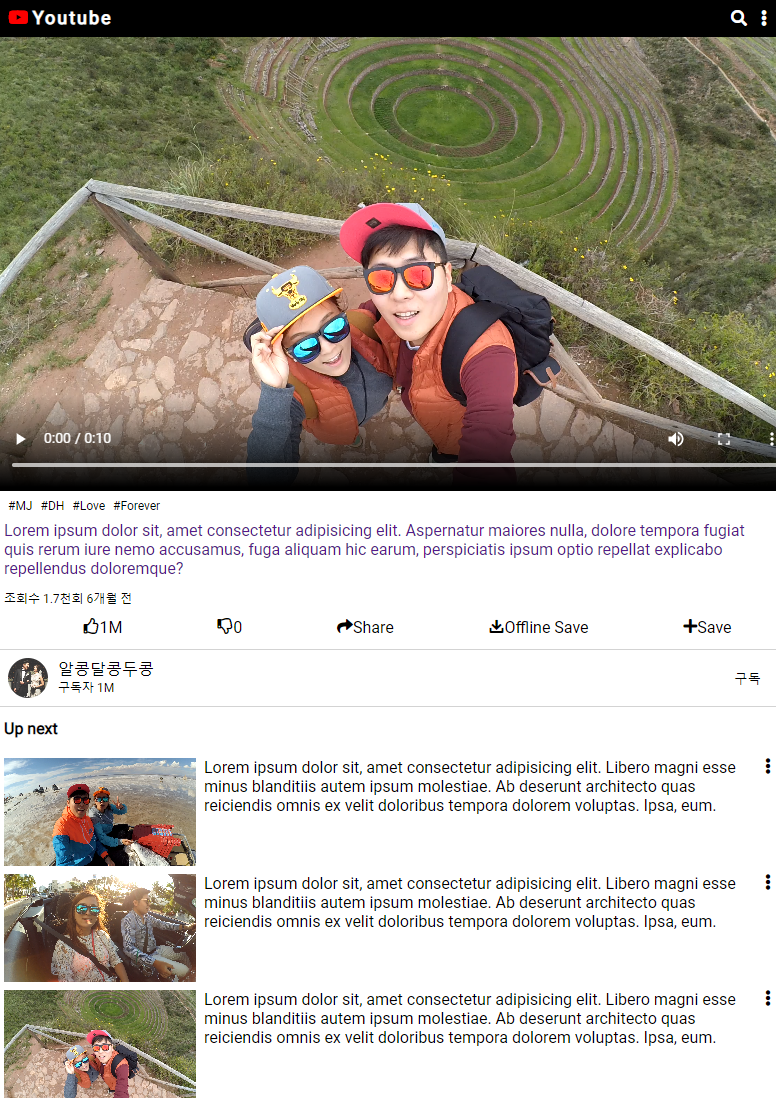 Youtube
0:00 / 0:10
#MJ #DH #Love #Forever
Lorem ipsum dolor sit, amet consectetur adipisicing elit. Aspernatur maiores nulla, dolore tempora fugiat
quis rerum iure nemo accusamus, fuga aliquam hic earum, perspiciatis ipsum optio repellat explicabo
repellendus doloremque?
조회수 1.7천회 6개월 전
1M 0 Share Offline Save Save
알콩달콩두콩
구독자 1M
구독
Up next
Lorem ipsum dolor sit, amet consectetur adipisicing elit. Libero magni esse
minus blanditiis autem ipsum molestiae. Ab deserunt architecto quas
reiciendis omnis ex velit doloribus tempora dolorem voluptas. Ipsa, eum.
Lorem ipsum dolor sit, amet consectetur adipisicing elit. Libero magni esse
minus blanditiis autem ipsum molestiae. Ab deserunt architecto quas
reiciendis omnis ex velit doloribus tempora dolorem voluptas. Ipsa, eum.
Lorem ipsum dolor sit, amet consectetur adipisicing elit. Libero magni esse
minus blanditiis autem ipsum molestiae. Ab deserunt architecto quas
reiciendis omnis ex velit doloribus tempora dolorem voluptas. Ipsa, eum.